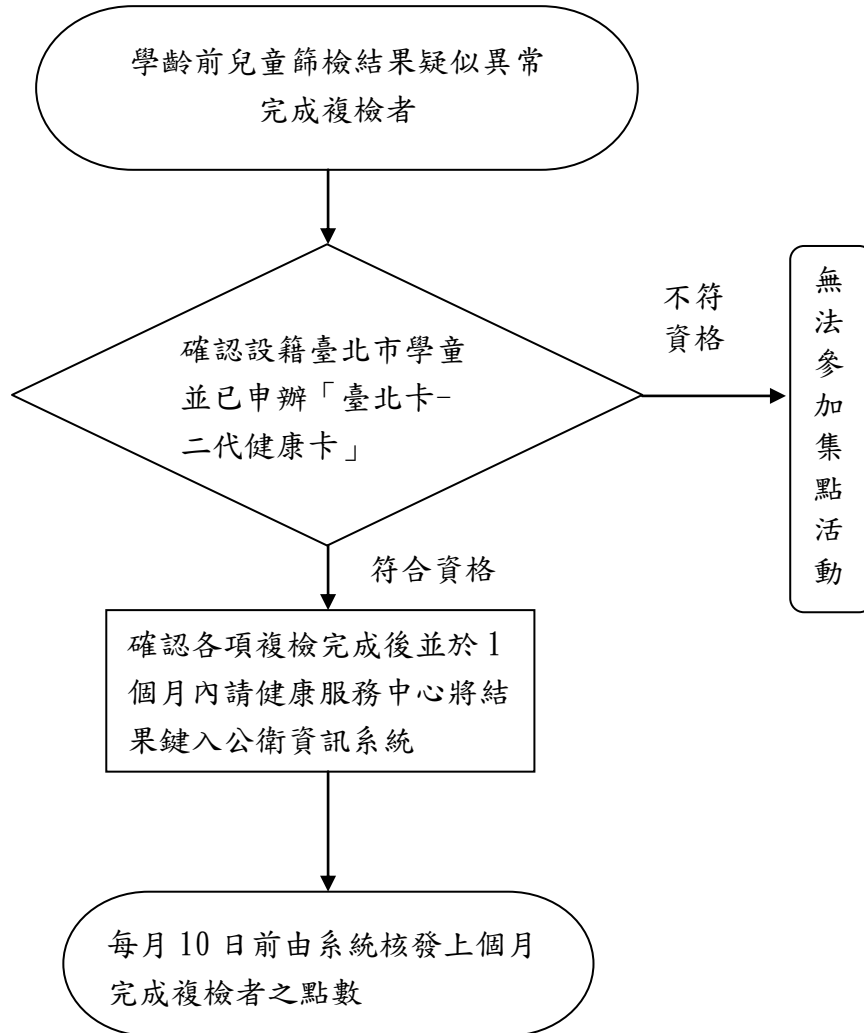 學齡前兒童篩檢結果疑似異常
完成複檢者
確認設籍臺北市學童
並已申辦「臺北卡-
二代健康卡」
不符
資格
無法參加集點活動
符合資格
確認各項複檢完成後並於 1
個月內請健康服務中心將結
果鍵入公衛資訊系統
每月 10 日前由系統核發上個月
完成複檢者之點數